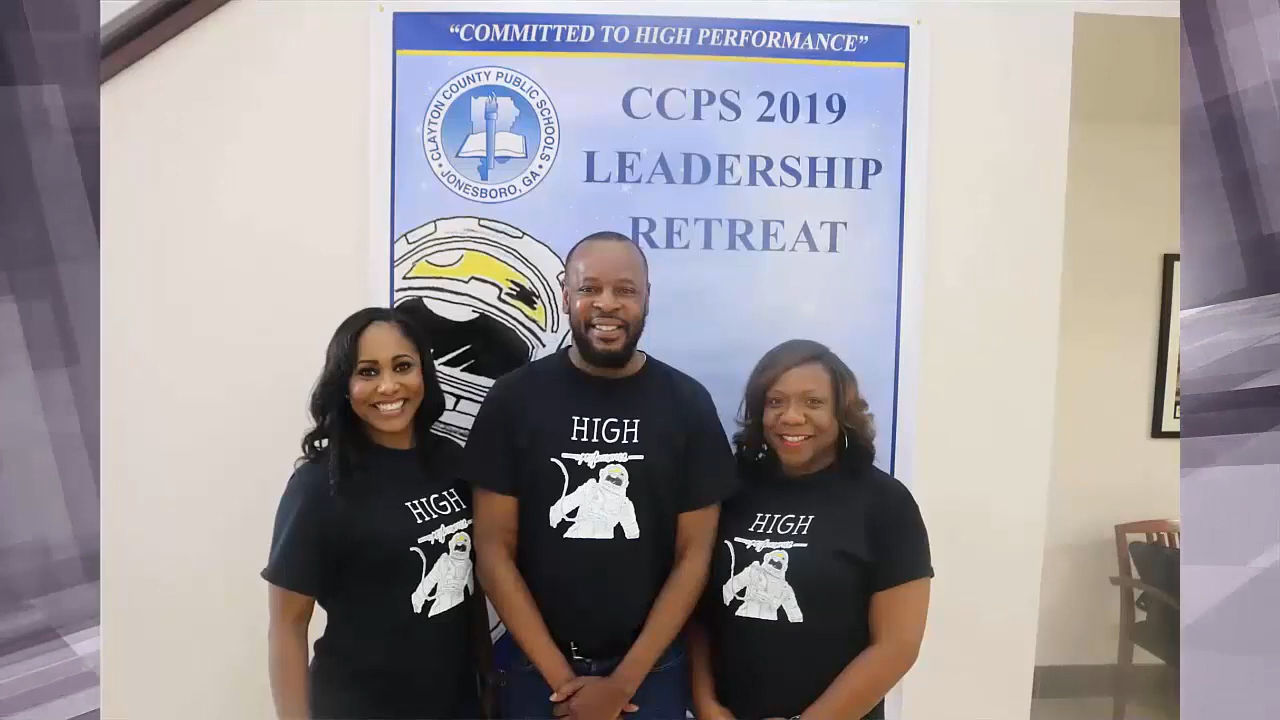 “COMMITTED TO HIGH PERFORMANCE”
CLAYTON COUNTY PUBLIC SCHOOLS
• JONESBORO, GA •
CCPS 2019
LEADERSHIP
RETREAT
HIGH
HIGH
HIGH